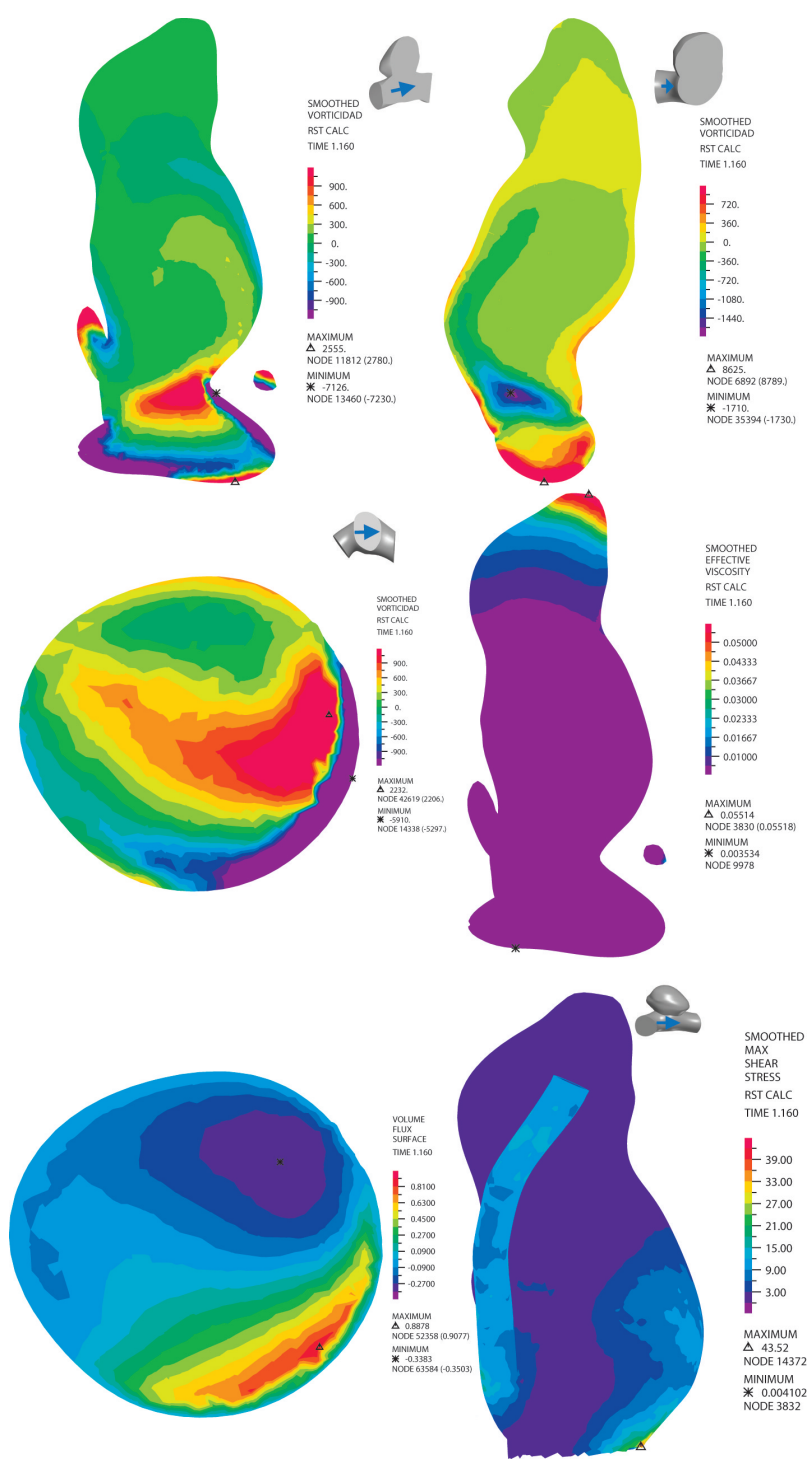 SMOOTHED
VORTICIDAD
RST CALC
TIME 1.160
900.
600.
300.
0.
-300.
-600.
-900.
MAXIMUM
2555.
NODE 11812 (2780.)
MINIMUM
-7126.
NODE 13460 (-7230.)
SMOOTHED
VORTICIDAD
RST CALC
TIME 1.160
720.
360.
0.
-360.
-720.
-1080.
-1440.
MAXIMUM
8625.
NODE 6892 (8789.)
MINIMUM
-1710.
NODE 35394 (-1730.)
SMOOTHED
VORTICIDAD
RST CALC
TIME 1.160
900.
600.
300.
0.
-300.
-600.
-900.
MAXIMUM
2232.
NODE 42619 (2206.)
MINIMUM
-5910.
NODE 14338 (-5297.)
SMOOTHED
EFFECTIVE
VISCOSITY
RST CALC
TIME 1.160
0.05000
0.04333
0.03667
0.03000
0.02333
0.01667
0.01000
MAXIMUM
0.05514
NODE 3830 (0.05518)
MINIMUM
0.003534
NODE 9978
VOLUME
FLUX
SURFACE
TIME 1.160
0.8100
0.6300
0.4500
0.2700
0.0900
-0.0900
-0.2700
MAXIMUM
0.8878
NODE 52358 (0.9077)
MINIMUM
-0.3383
NODE 63584 (-0.3503)
SMOOTHED
MAX
SHEAR
STRESS
RST CALC
TIME 1.160
39.00
33.00
27.00
21.00
15.00
9.00
3.00
MAXIMUM
43.52
NODE 14372
MINIMUM
0.004102
NODE 3832